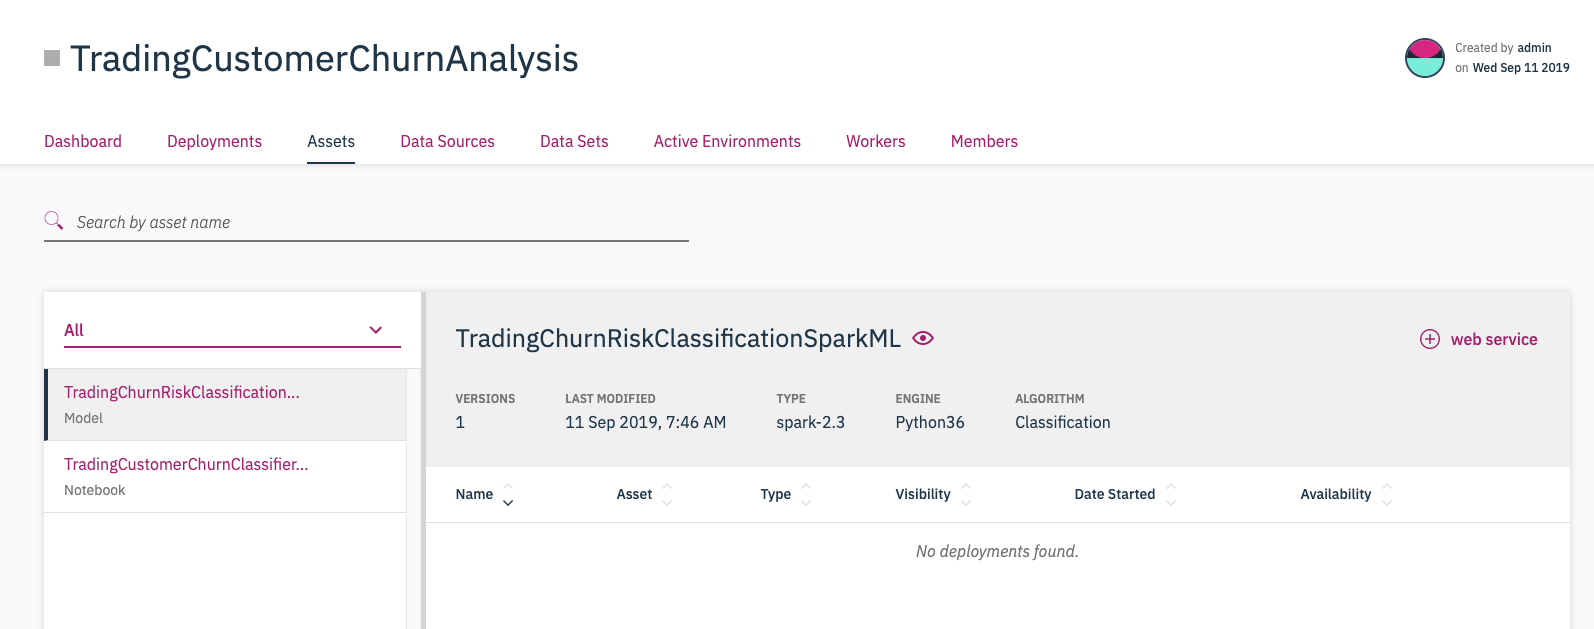 TradingCustomerChurnAnalysis
Created by admin
on Wed Sep 11 2019
Dashboard Deployments Assets Data Sources Data Sets Active Environments Workers Members
Search by asset name
All
TradingChurnRiskClassification...
Model
TradingCustomerChurnClassifier...
Notebook
TradingChurnRiskClassificationSparkML
web service
VERSIONS LAST MODIFIED TYPE ENGINE ALGORITHM
1 11 Sep 2019, 7:46 AM spark-2.3 Python36 Classification
Name Asset Type Visibility Date Started Availability
No deployments found.